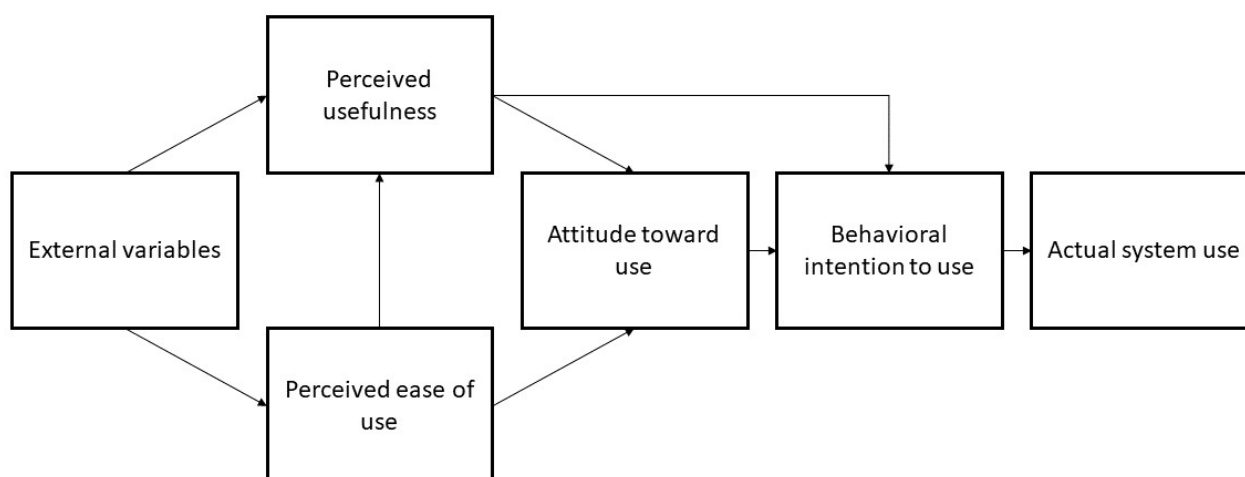 Perceived
usefulness
External variables
Attitude toward
use
Behavioral
intention to use
Actual system use
Perceived ease of
use